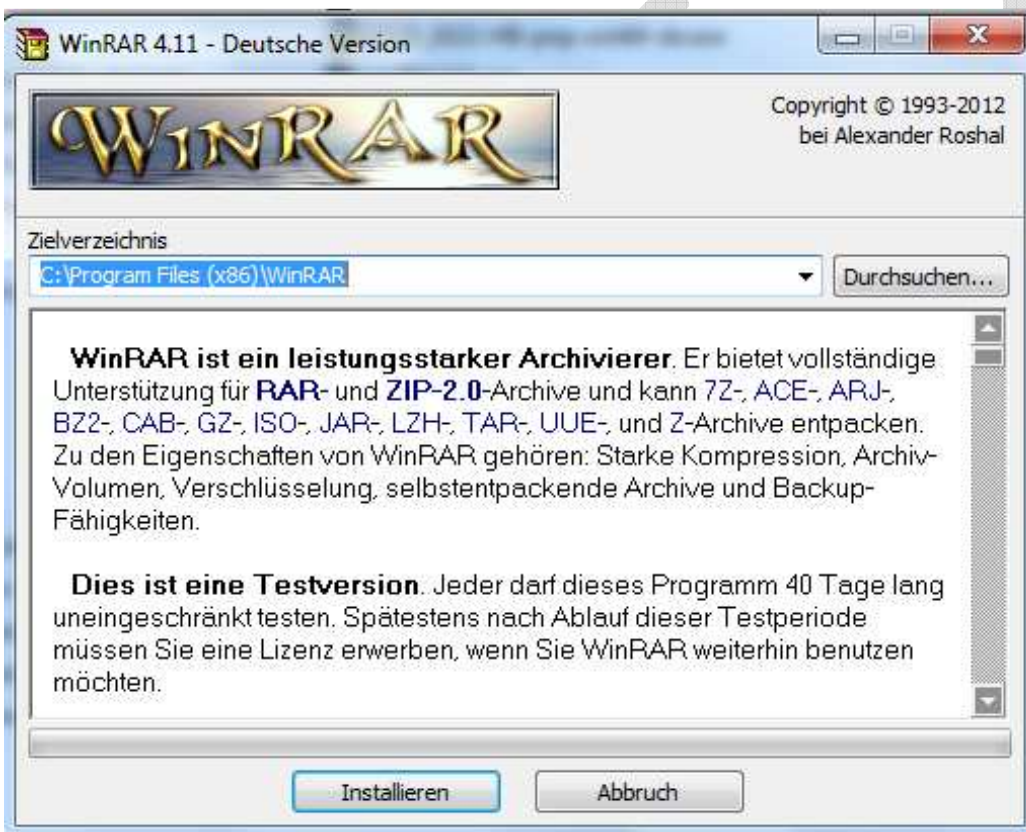 WinRAR 4.11 - Deutsche Version
WinRAR
Copyright © 1993-2012
bei Alexander Roshal
Zielverzeichnis
C:\Program Files (x86)\WinRAR
Durchsuchen...
WinRAR ist ein leistungsstarker Archivierer. Er bietet vollständige
Unterstützung für RAR- und ZIP-2.0-Archive und kann 7Z-, ACE-, ARJ-,
BZ2-, CAB-, GZ-, ISO-, JAR-, LZH-, TAR-, UUE-, und Z-Archive entpacken.
Zu den Eigenschaften von WinRAR gehören: Starke Kompression, Archiv-
Volumen, Verschlüsselung, selbstentpackende Archive und Backup-
Fähigkeiten.
Dies ist eine Testversion. Jeder darf dieses Programm 40 Tage lang
uneingeschränkt testen. Spätestens nach Ablauf dieser Testperiode
müssen Sie eine Lizenz erwerben, wenn Sie WinRAR weiterhin benutzen
möchten.
Installieren
Abbruch